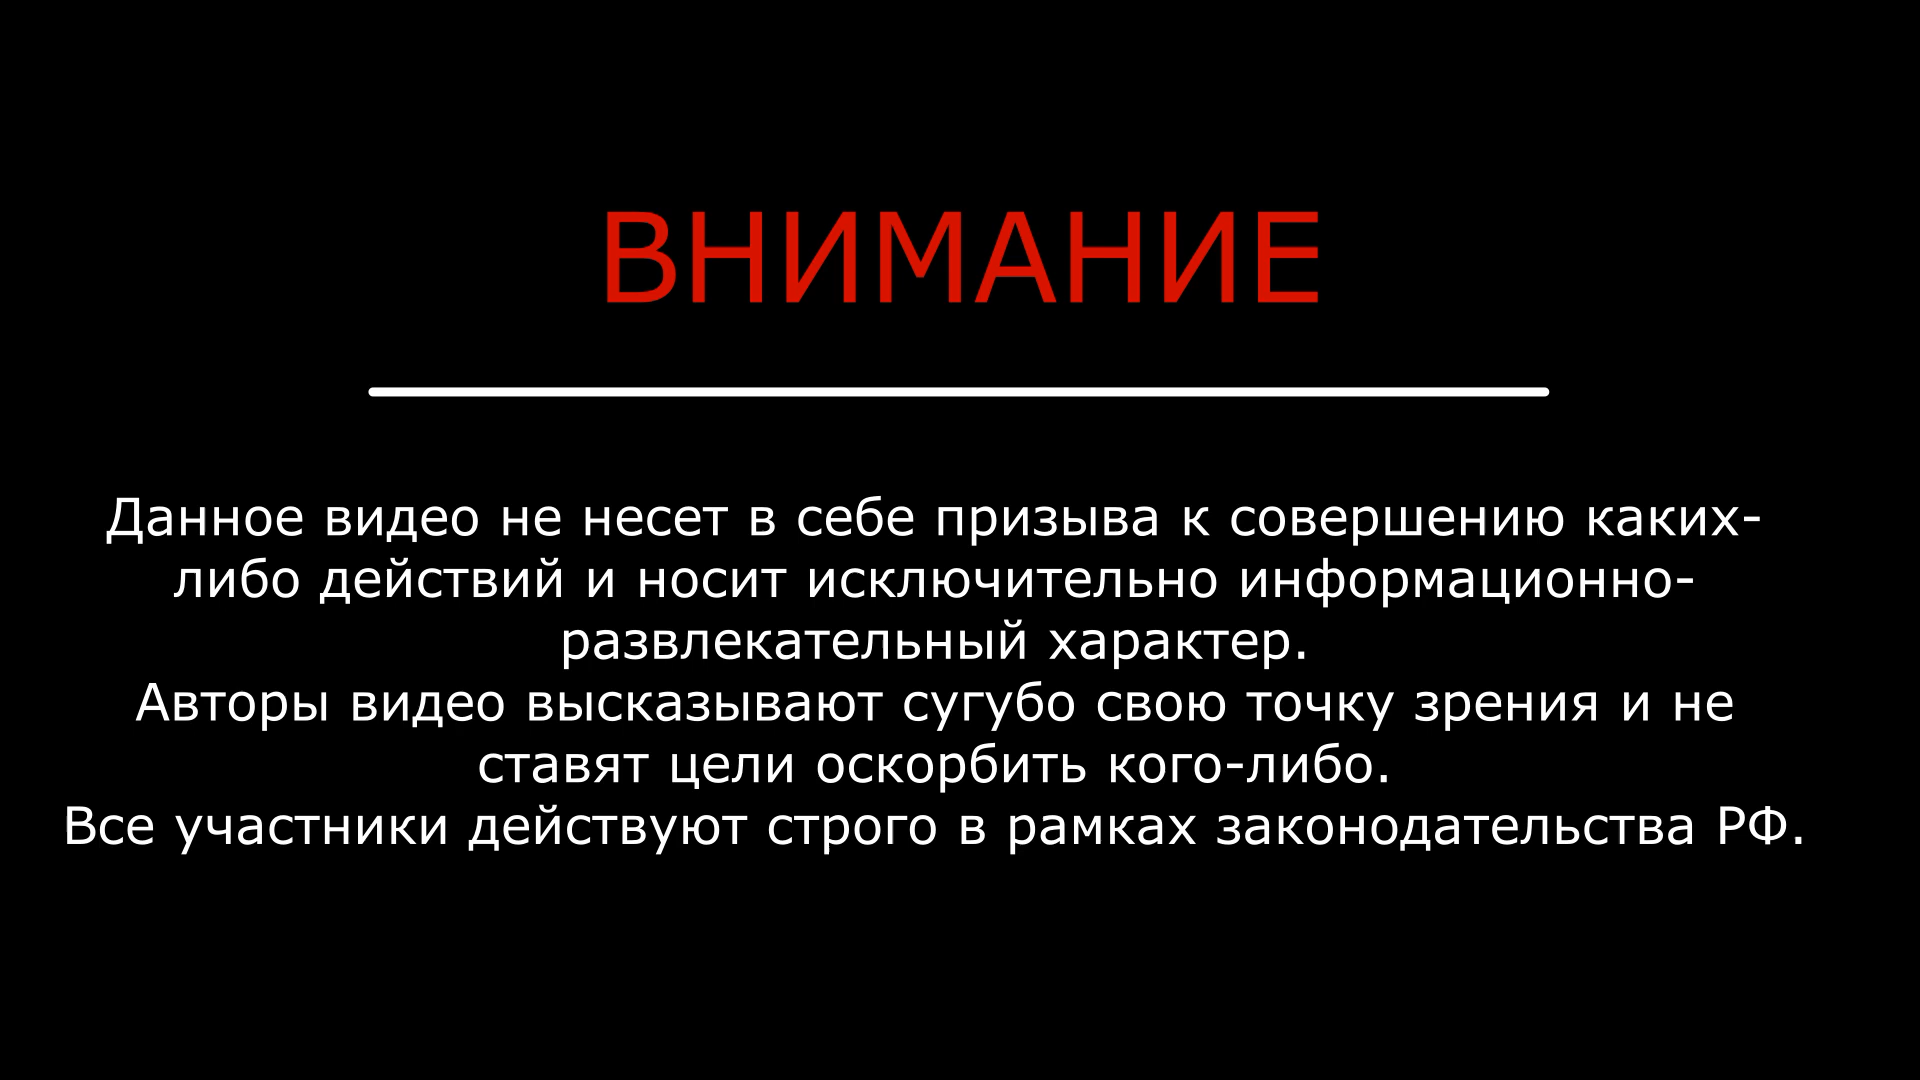 ВНИМАНИЕ
Данное видео не несет в себе призыва к совершению каких-
либо действий и носит исключительно информационно-
развлекательный характер.
Авторы видео высказывают сугубо свою точку зрения и не
ставят цели оскорбить кого-либо.
Все участники действуют строго в рамках законодательства РФ.